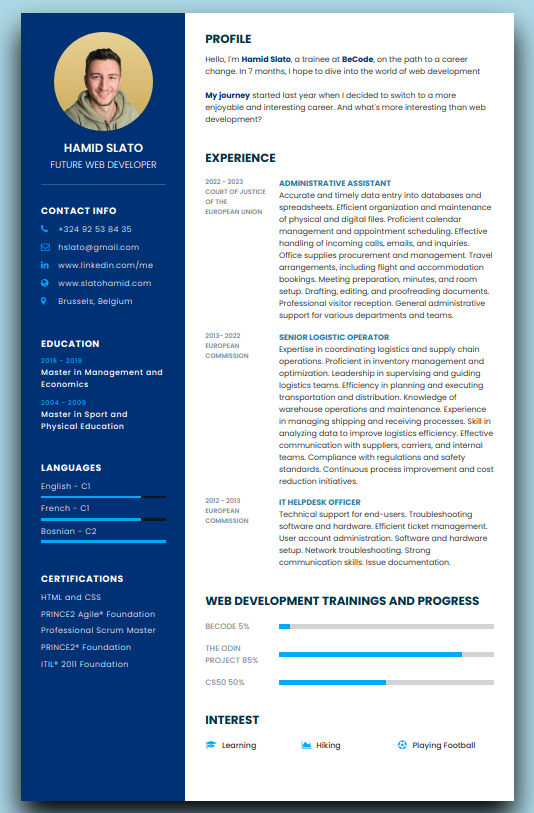 HAMID SLATO
FUTURE WEB DEVELOPER
CONTACT INFO
+324 92 53 84 35
hslato@gmail.com
www.linkedin.com/me
www.slatohamid.com
Brussels, Belgium
EDUCATION
2018 - 2019
Master in Management and
Economics
2004 - 2009
Master in Sport and
Physical Education
LANGUAGES
English - C1
French - C1
Bosnian - C2
CERTIFICATIONS
HTML and CSS
PRINCE2 Agile® Foundation
Professional Scrum Master
PRINCE2® Foundation
ITIL® 2011 Foundation
PROFILE
Hello, I'm Hamid Slato, a trainee at BeCode, on the path to a career
change. In 7 months, I hope to dive into the world of web development
My journey started last year when I decided to switch to a more
enjoyable and interesting career. And what's more interesting than web
development?
EXPERIENCE
2022 - 2023
COURT OF JUSTICE
OF THE
EUROPEAN UNION
ADMINISTRATIVE ASSISTANT
Accurate and timely data entry into databases and
spreadsheets. Efficient organization and maintenance
of physical and digital files. Proficient calendar
management and appointment scheduling. Effective
handling of incoming calls, emails, and inquiries.
Office supplies procurement and management. Travel
arrangements, including flight and accommodation
bookings. Meeting preparation, minutes, and room
setup. Drafting, editing, and proofreading documents.
Professional visitor reception. General administrative
support for various departments and teams.
2013- 2022
EUROPEAN
COMMISSION
SENIOR LOGISTIC OPERATOR
Expertise in coordinating logistics and supply chain
operations. Proficient in inventory management and
optimization. Leadership in supervising and guiding
logistics teams. Efficiency in planning and executing
transportation and distribution. Knowledge of
warehouse operations and maintenance. Experience
in managing shipping and receiving processes. Skill in
analyzing data to improve logistics efficiency. Effective
communication with suppliers, carriers, and internal
teams. Compliance with regulations and safety
standards. Continuous process improvement and cost
reduction initiatives.
2012 - 2013
EUROPEAN
COMMISSION
IT HELPDESK OFFICER
Technical support for end-users. Troubleshooting
software and hardware. Efficient ticket management.
User account administration. Software and hardware
setup. Network troubleshooting. Strong
communication skills. Issue documentation.
WEB DEVELOPMENT TRAININGS AND PROGRESS
BECODE 5%
THE ODIN
PROJECT 85%
CS50 50%
INTEREST
Learning
Hiking
Playing Football